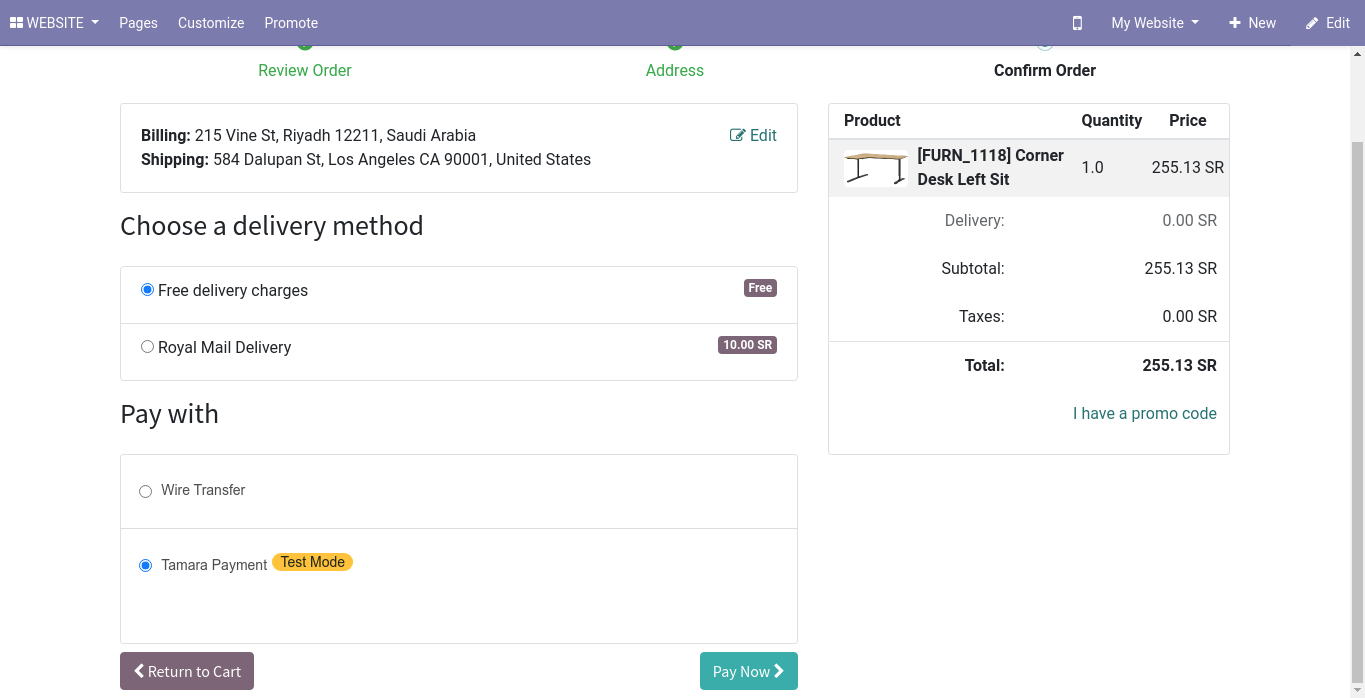 WEBSITE Pages Customize Promote My Website New Edit
Review Order Address Confirm Order
Billing: 215 Vine St, Riyadh 12211, Saudi Arabia Edit
Shipping: 584 Dalupan St, Los Angeles CA 90001, United States
Choose a delivery method
Free delivery charges Free
Royal Mail Delivery 10.00 SR
Pay with
Wire Transfer
Tamara Payment Test Mode
Return to Cart Pay Now
Product Quantity Price
[FURN_1118] Corner
Desk Left Sit 1.0 255.13 SR
Delivery: 0.00 SR
Subtotal: 255.13 SR
Taxes: 0.00 SR
Total: 255.13 SR
I have a promo code